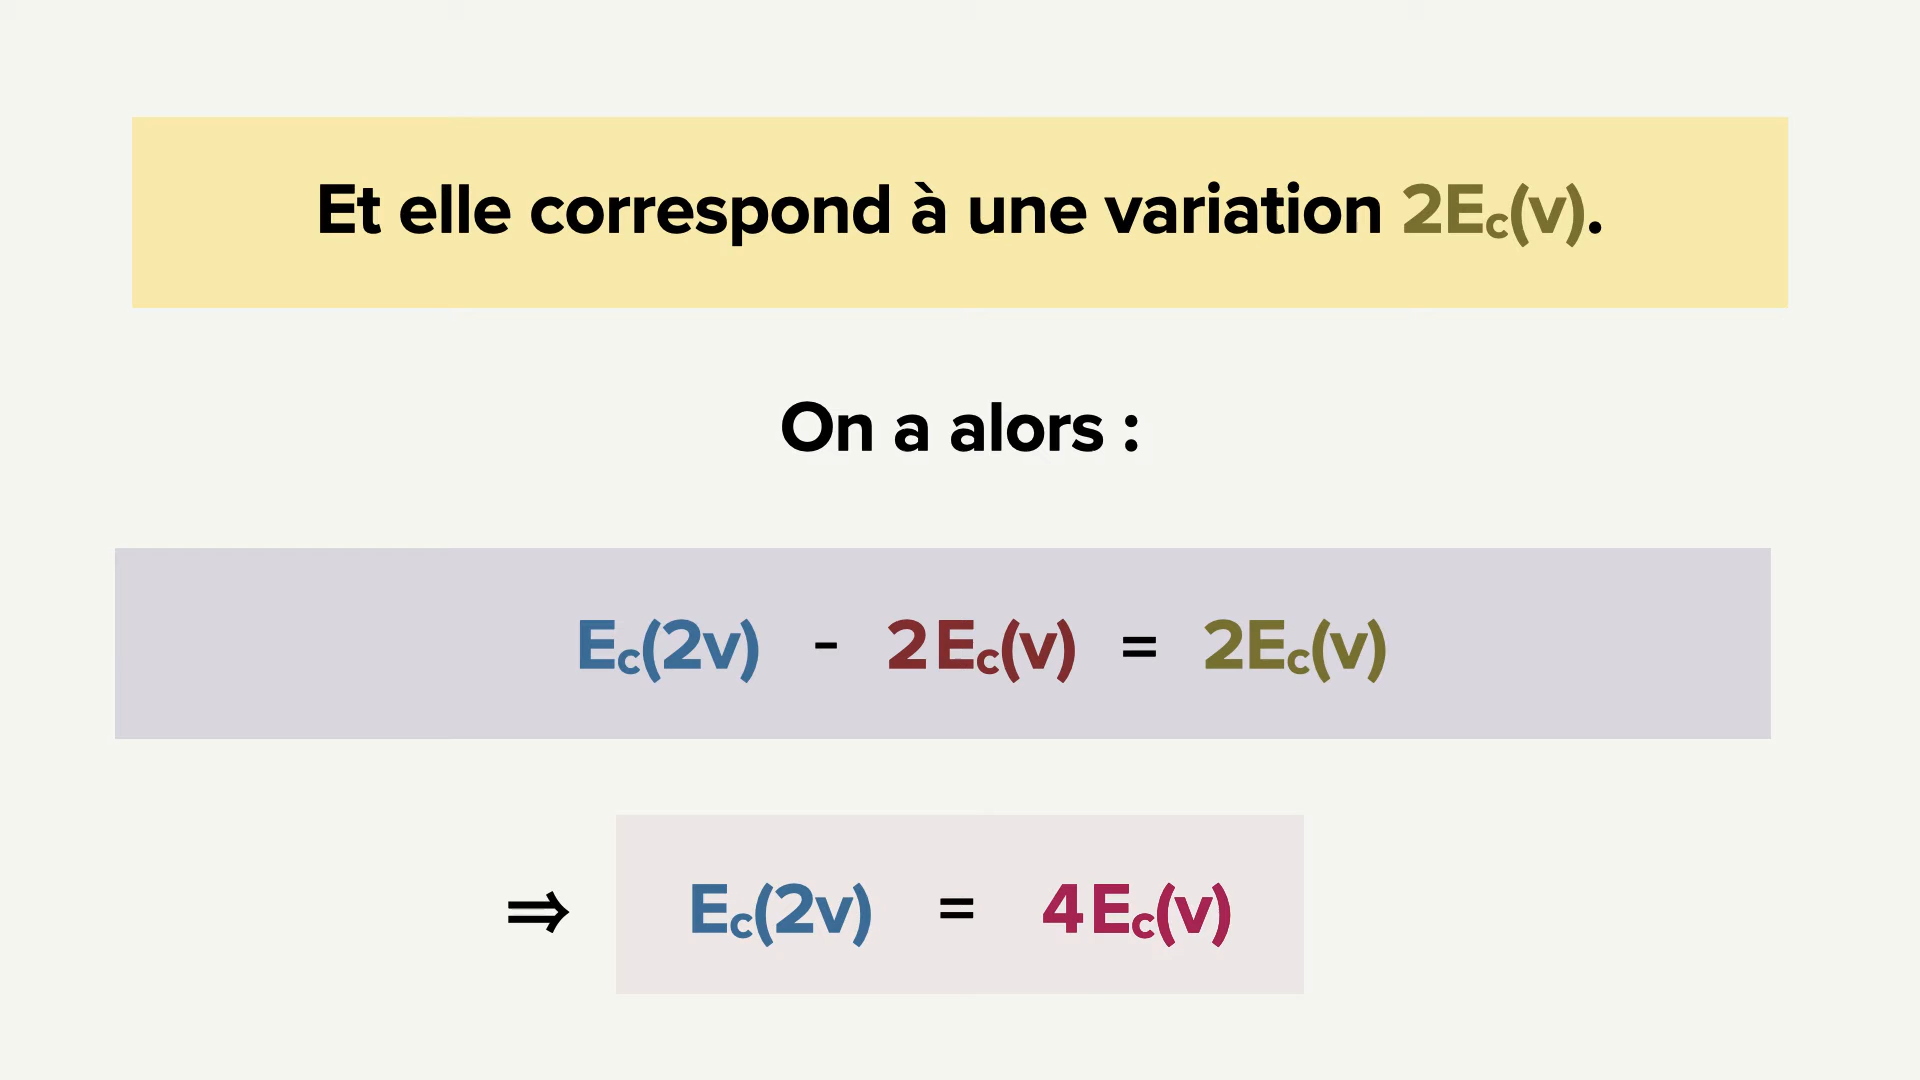 Et elle correspond à une variation 2Ec(v).
On a alors :
Ec(2v) - 2Ec(v) = 2Ec(v)
⇒ Ec(2v) = 4Ec(v)